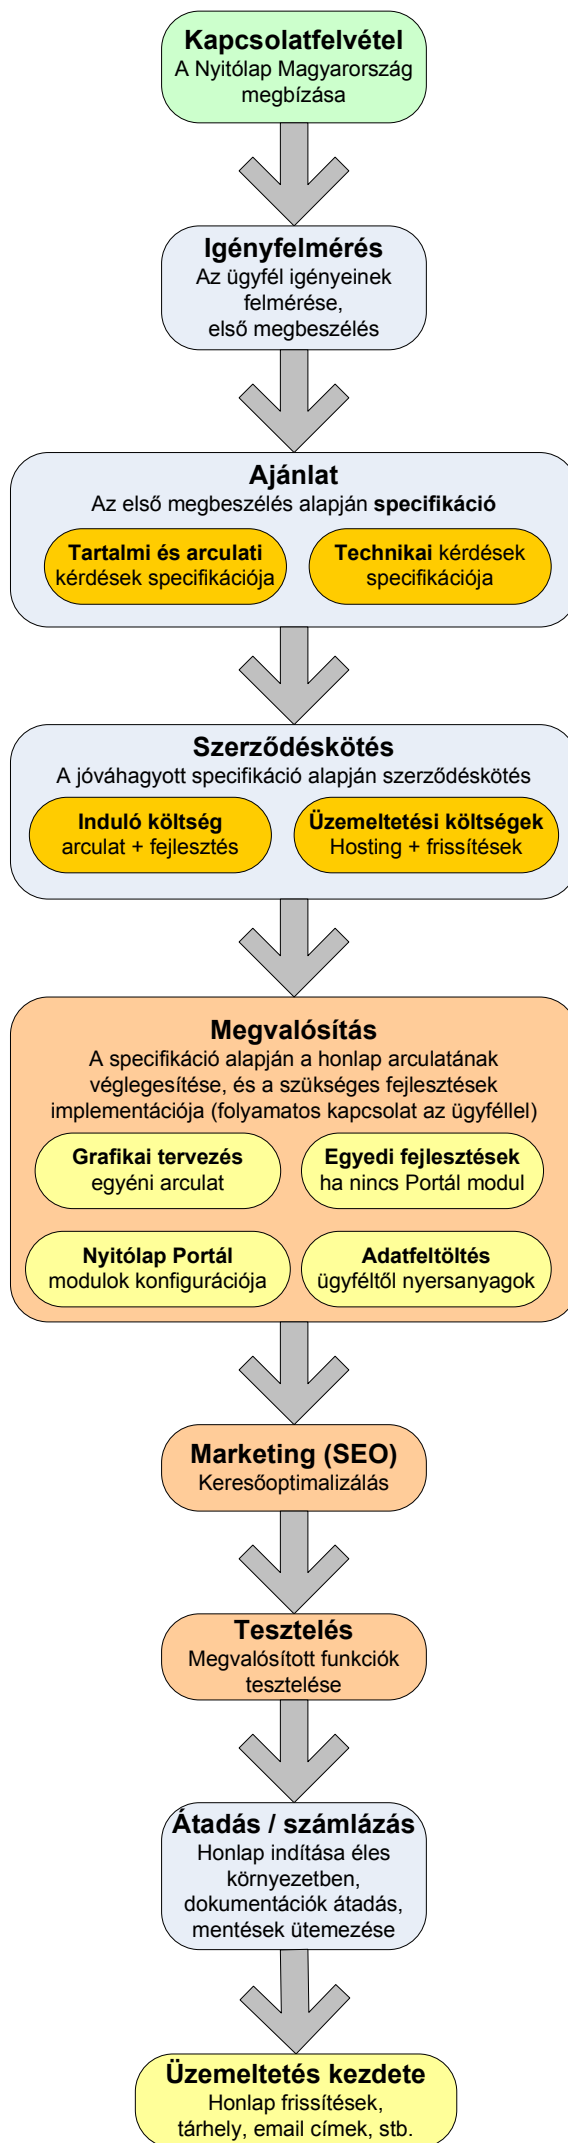 Kapcsolatfelvétel
A Nyitólap Magyarország
megbízása
Igényfelmérés
Az ügyfél igényeinek
felmérése,
első megbeszélés
Ajánlat
Az első megbeszélés alapján specifikáció
Tartalmi és arculati
kérdések specifikációja
Technikai kérdések
specifikációja
Szerződéskötés
A jóváhagyott specifikáció alapján szerződéskötés
Induló költség
arculat + fejlesztés
Üzemeltetési költségek
Hosting + frissítések
Megvalósítás
A specifikáció alapján a honlap arculatának
véglegesítése, és a szükséges fejlesztések
implementációja (folyamatos kapcsolat az ügyféllel)
Grafikai tervezés
egyéni arculat
Egyedi fejlesztések
ha nincs Portál modul
Nyitólap Portál
modulok konfigurációja
Adatfeltöltés
ügyféltől nyersanyagok
Marketing (SEO)
Keresőoptimalizálás
Tesztelés
Megvalósított funkciók
tesztelése
Átadás / számlázás
Honlap indítása éles
környezetben,
dokumentációk átadás,
mentések ütemezése
Üzemeltetés kezdete
Honlap frissítések,
tárhely, email címek, stb.